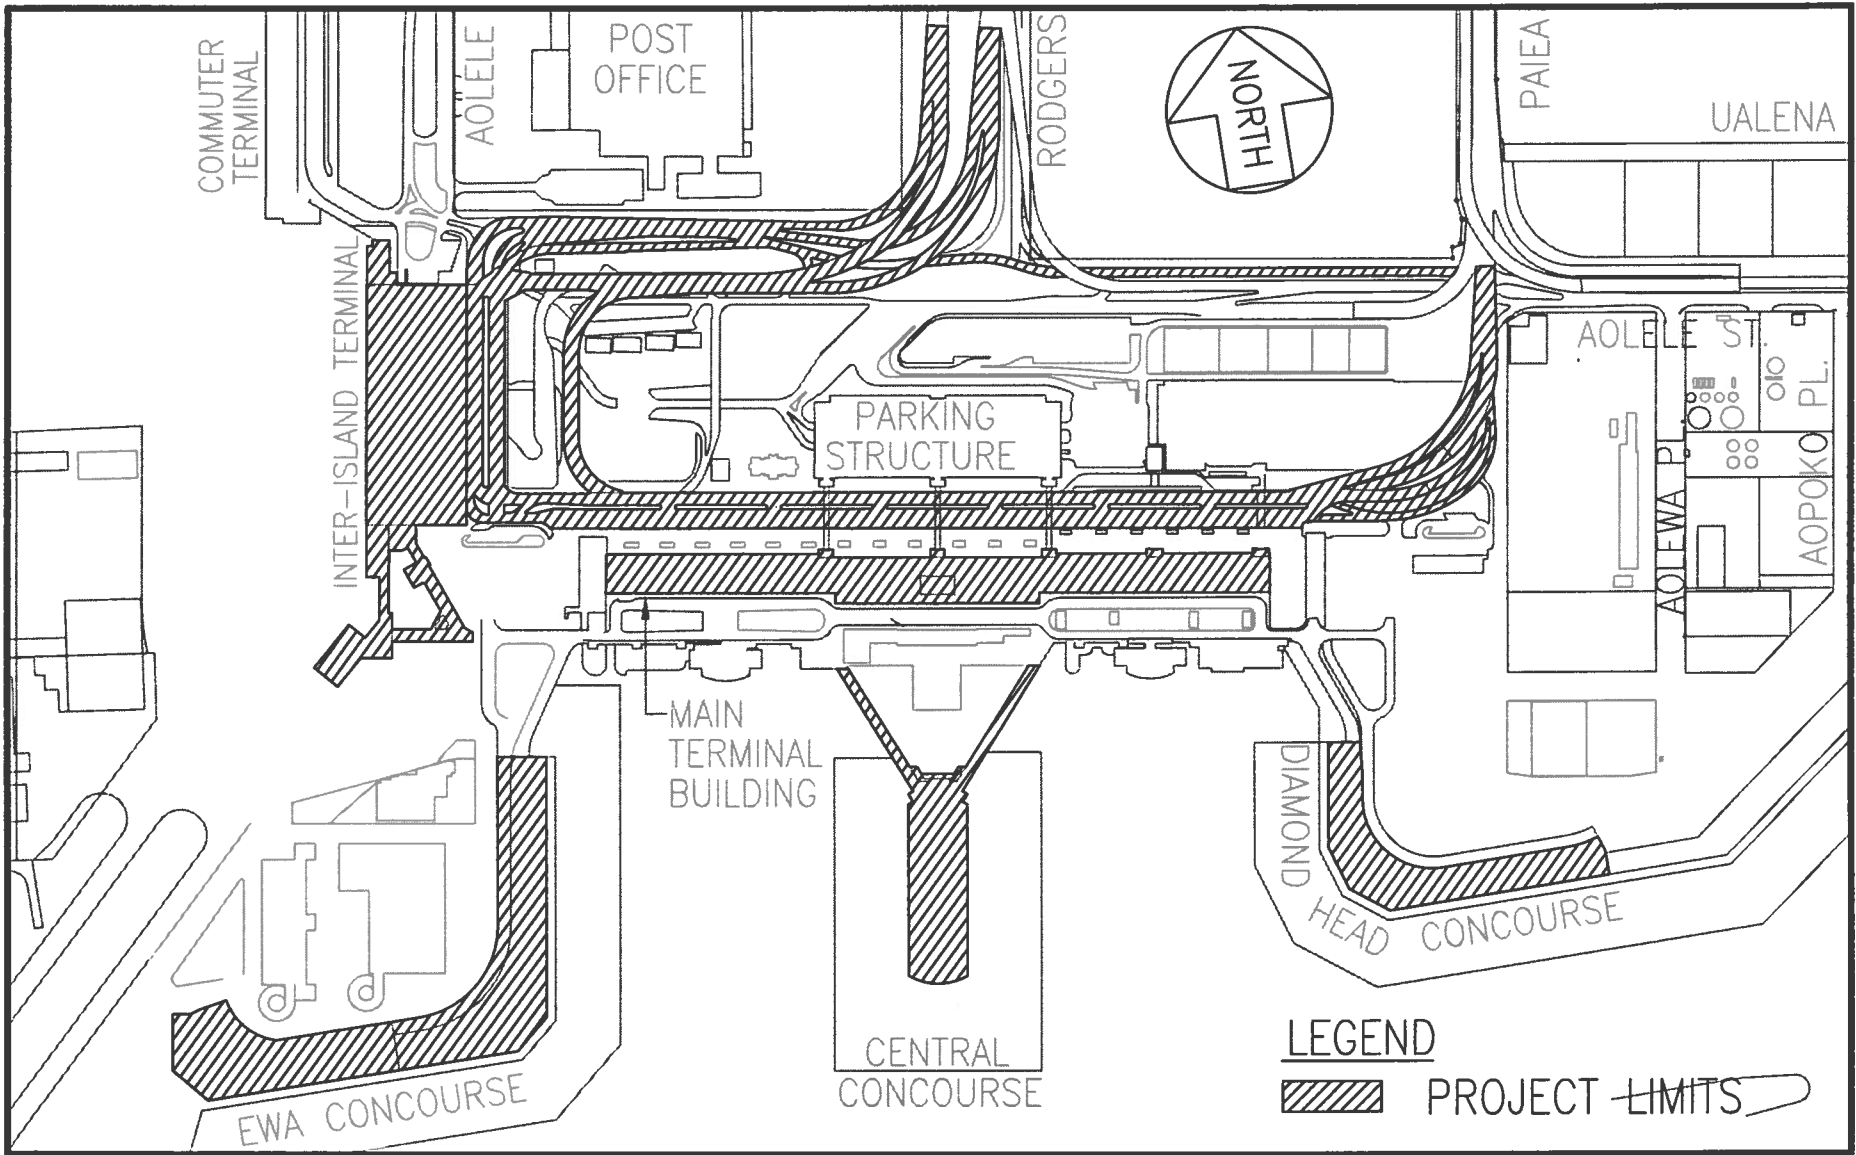 COMMUTER
TERMINAL
AOLELE
POST
OFFICE
RODGERS
NORTH
PAIEA
UALENA
INTER-ISLAND TERMINAL
PARKING
STRUCTURE
AOLELE ST.
AOLEWA PL.
AOPOKO PL.
MAIN
TERMINAL
BUILDING
DIAMOND
HEAD CONCOURSE
CENTRAL
CONCOURSE
EWA CONCOURSE
LEGEND
PROJECT LIMITS